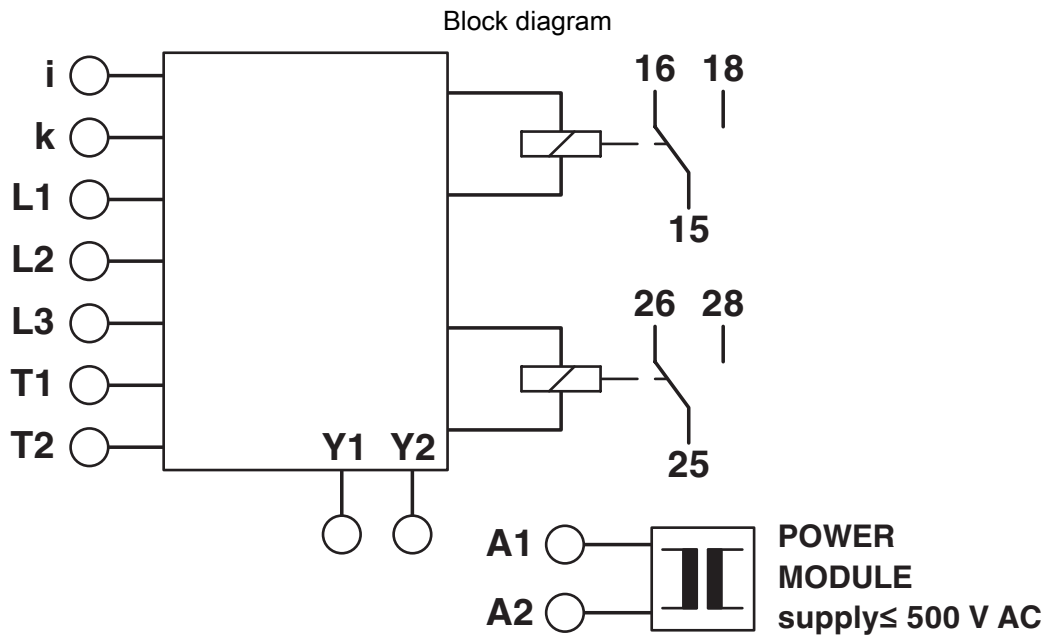 Block diagram
i
k
L1
L2
L3
T1
T2
Y1 Y2
16 18
15
26 28
25
A1
A2
POWER
MODULE
supply≤ 500 V AC